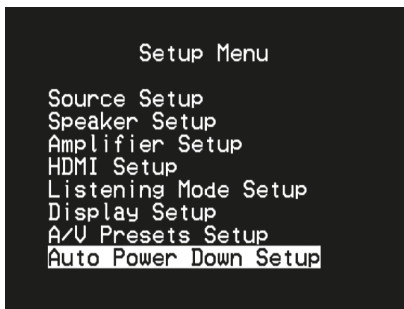 Setup Menu
Source Setup
Speaker Setup
Amplifier Setup
HDMI Setup
Listening Mode Setup
Display Setup
A/V Presets Setup
Auto Power Down Setup